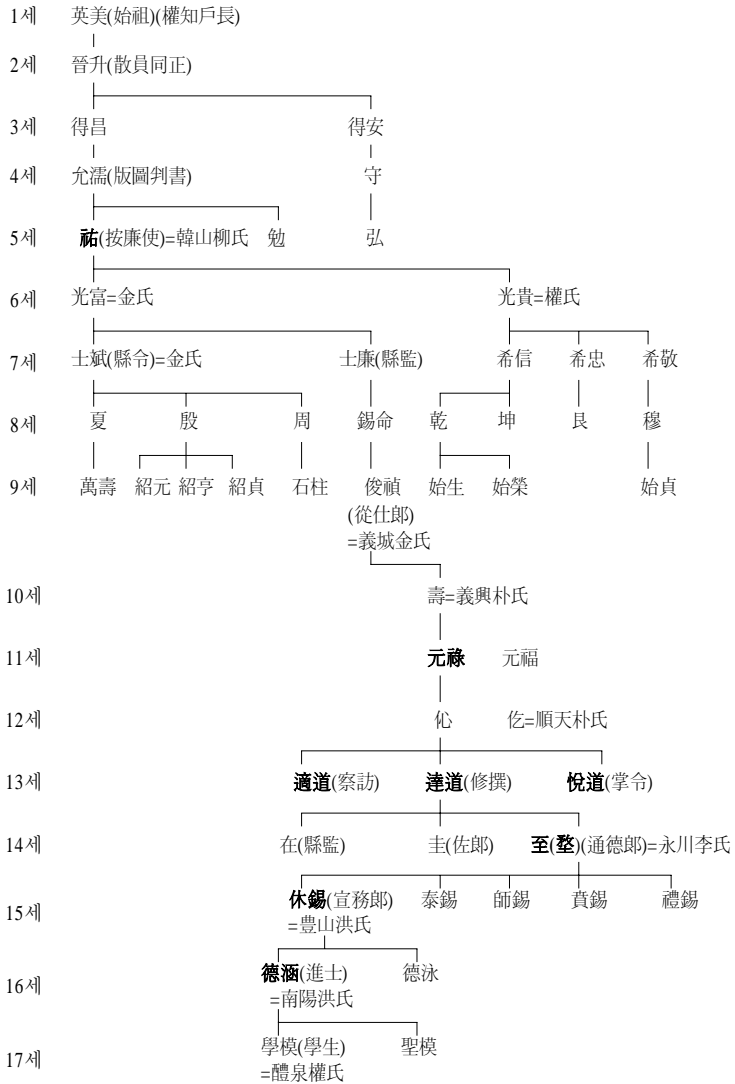 1세 英美(始祖)(權知戶長)
2세 晉升(散員同正)
3세 得昌 得安
4세 允濡(版圖判書) 守
5세 祐(按廉使)=韓山柳氏 勉 弘
6세 光富=金氏 光貴=權氏
7세 士斌(縣令)=金氏 士廉(縣監) 希信 希忠 希敬
8세 夏 殷 周 錫命 乾 坤 艮 穆
9세 萬壽 紹元 紹亨 紹貞 石柱 俊禎 始生 始榮 始貞
(從仕郞)
=義城金氏
10세 壽=義興朴氏
11세 元祿 元福
12세 伈 仡=順天朴氏
13세 適道(察訪) 達道(修撰) 悅道(掌令)
14세 在(縣監) 圭(佐郞) 至(墪)(通德郞)=永川李氏
15세 休錫(宣務郞) 泰錫 師錫 賁錫 禮錫
=豊山洪氏
16세 德涵(進士) 德泳
=南陽洪氏
17세 學模(學生) 聖模
=醴泉權氏